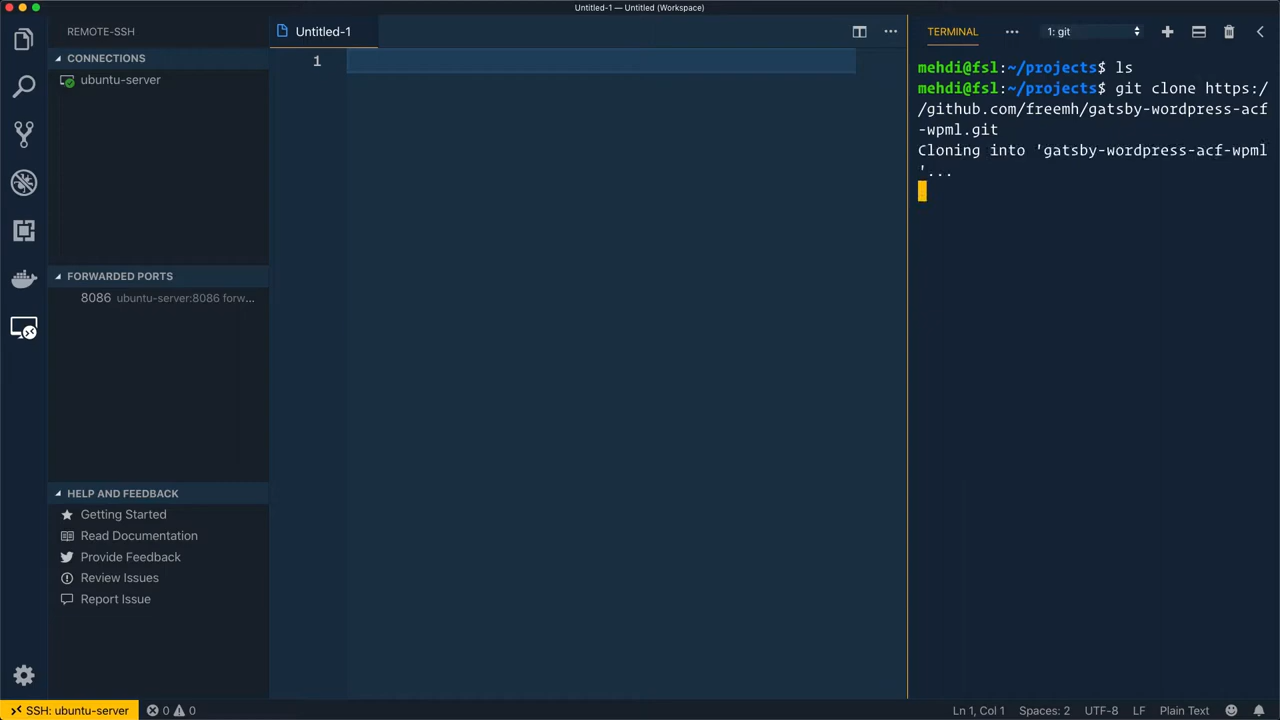 Untitled-1 — Untitled (Workspace)
REMOTE-SSH
CONNECTIONS
ubuntu-server
FORWARDED PORTS
8086 ubuntu-server:8086 forw...
HELP AND FEEDBACK
Getting Started
Read Documentation
Provide Feedback
Review Issues
Report Issue
Untitled-1
1
TERMINAL
1: git
mehdi@fsl:~/projects$ ls
mehdi@fsl:~/projects$ git clone https:/
/github.com/freemh/gatsby-wordpress-acf
-wpml.git
Cloning into 'gatsby-wordpress-acf-wpml
'...
SSH: ubuntu-server
0 0
Ln 1, Col 1
Spaces: 2
UTF-8
LF
Plain Text